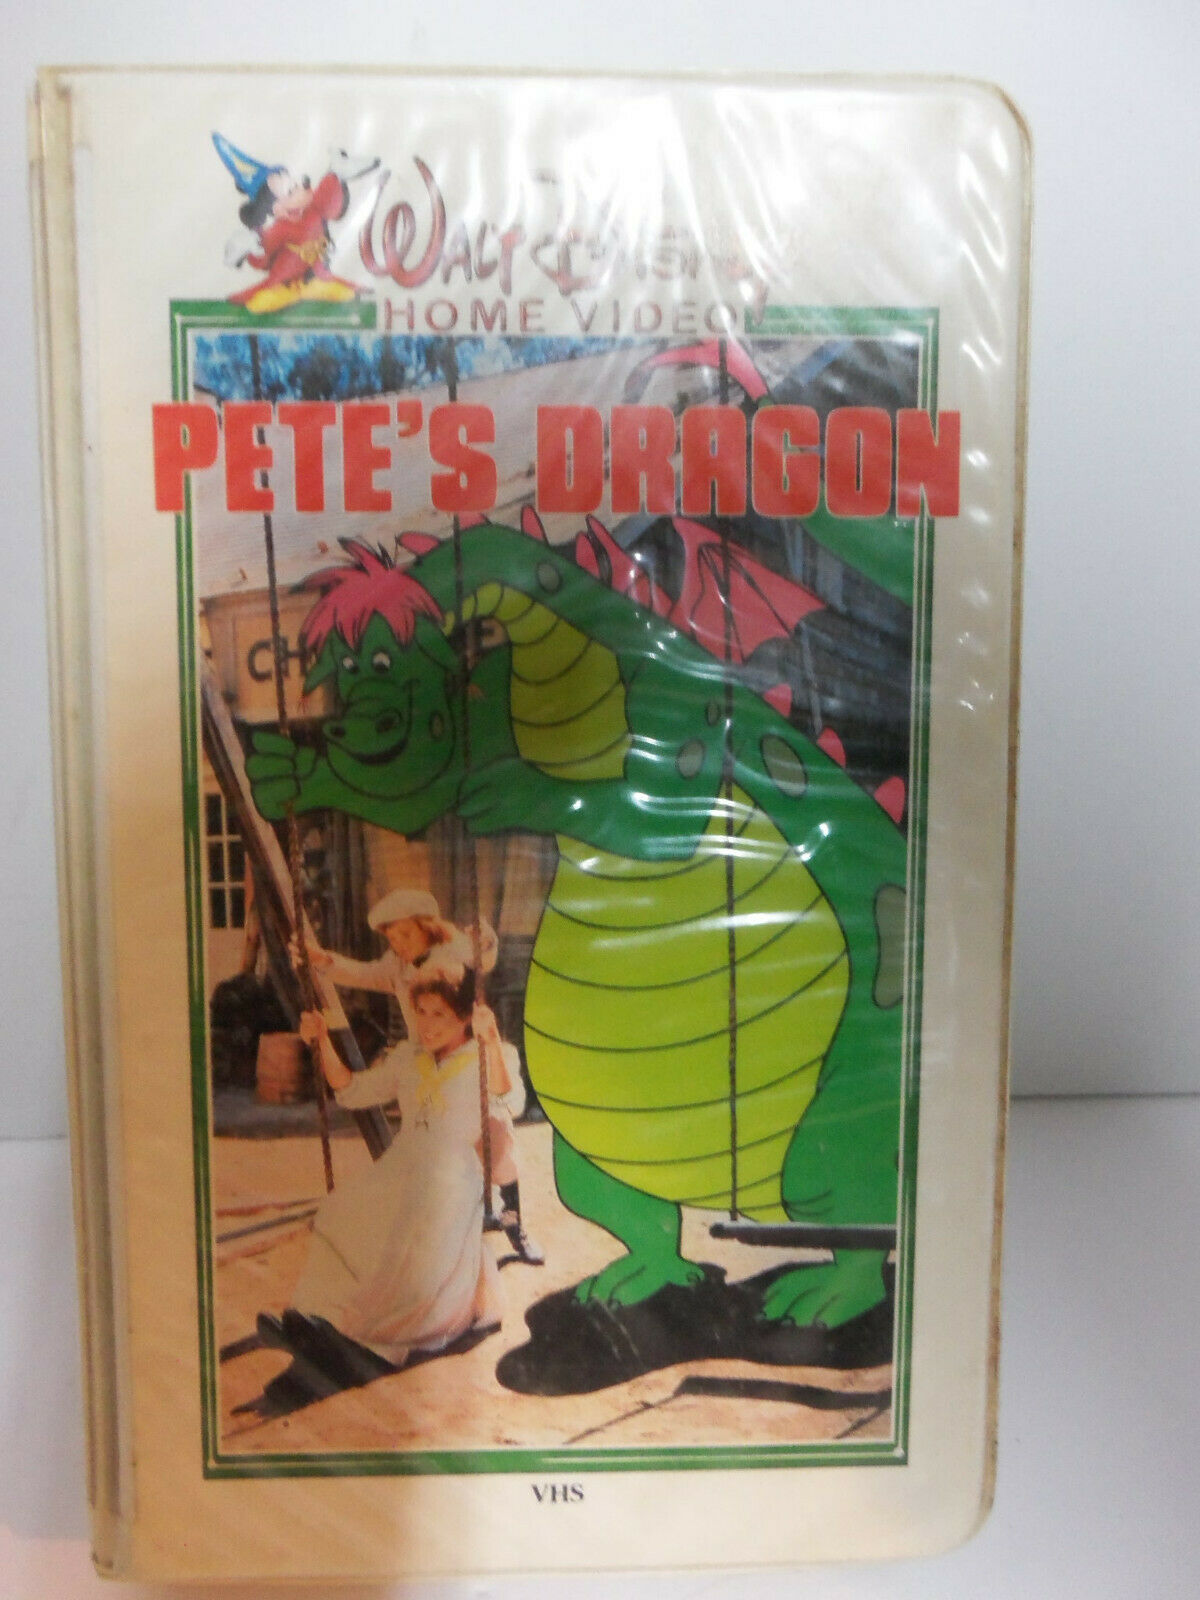 WALT DISNEY
HOME VIDEO
PETE'S DRAGON
VHS